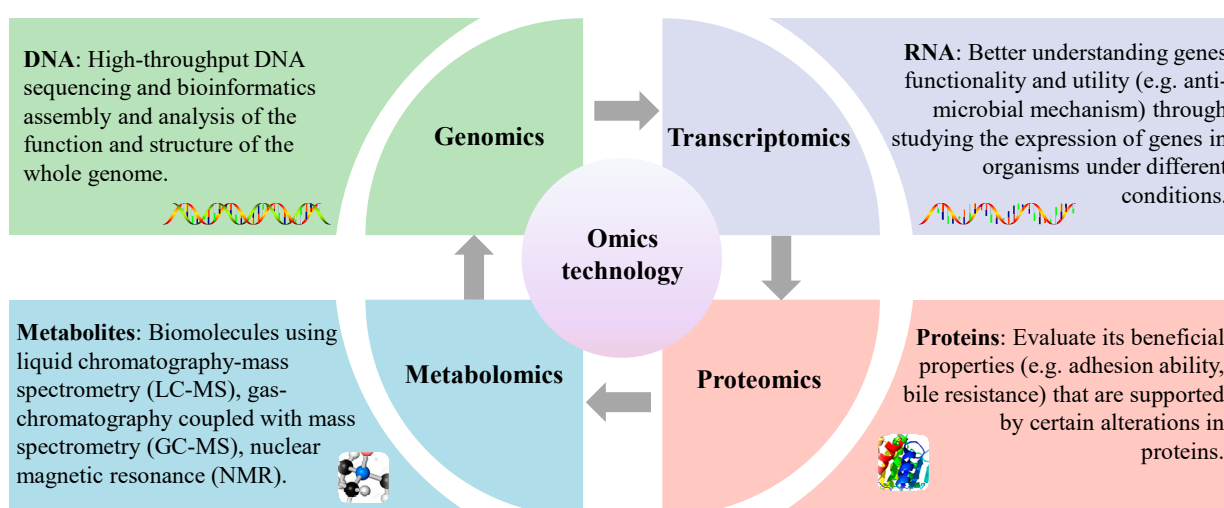 DNA: High-throughput DNA
sequencing and bioinformatics
assembly and analysis of the
function and structure of the
whole genome.
Genomics
Transcriptomics
RNA: Better understanding genes
functionality and utility (e.g. anti-
microbial mechanism) through
studying the expression of genes in
organisms under different
conditions.
Omics
technology
Metabolites: Biomolecules using
liquid chromatography-mass
spectrometry (LC-MS), gas-
chromatography coupled with mass
spectrometry (GC-MS), nuclear
magnetic resonance (NMR).
Metabolomics
Proteomics
Proteins: Evaluate its beneficial
properties (e.g. adhesion ability,
bile resistance) that are supported
by certain alterations in
proteins.